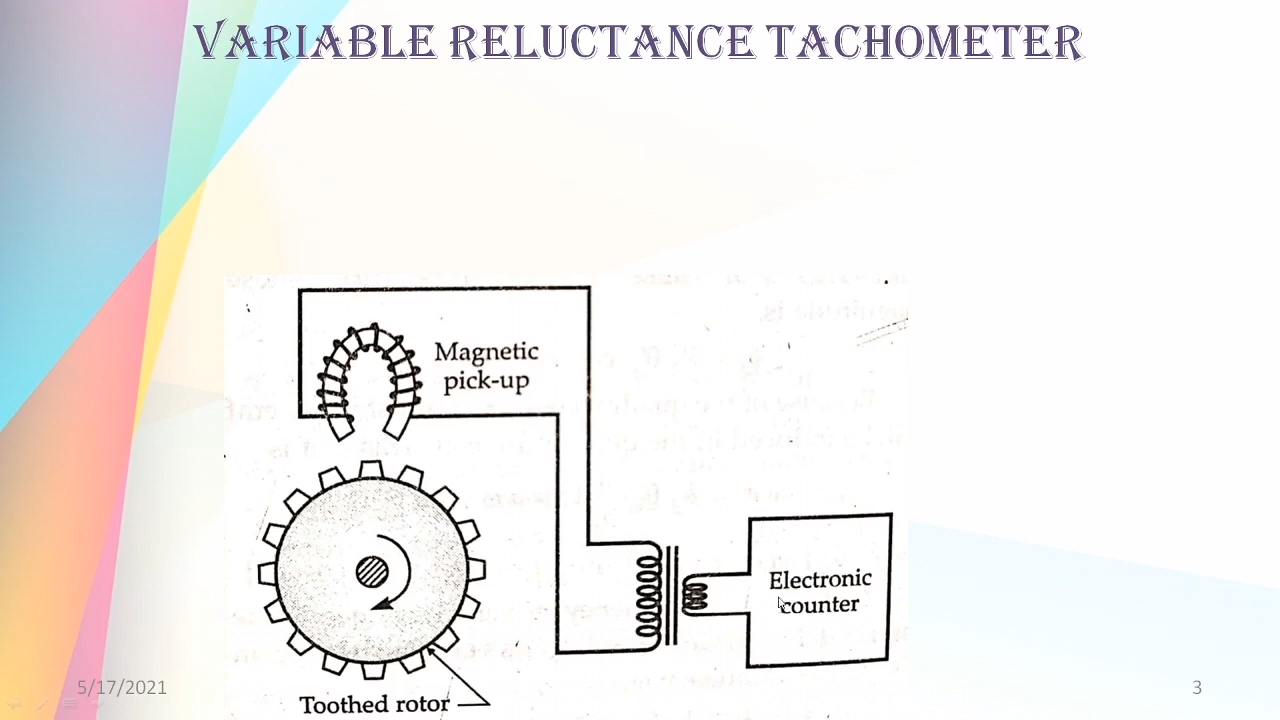 VARIABLE RELUCTANCE TACHOMETER
Magnetic
pick-up
Electronic
counter
Toothed rotor
5/17/2021
3